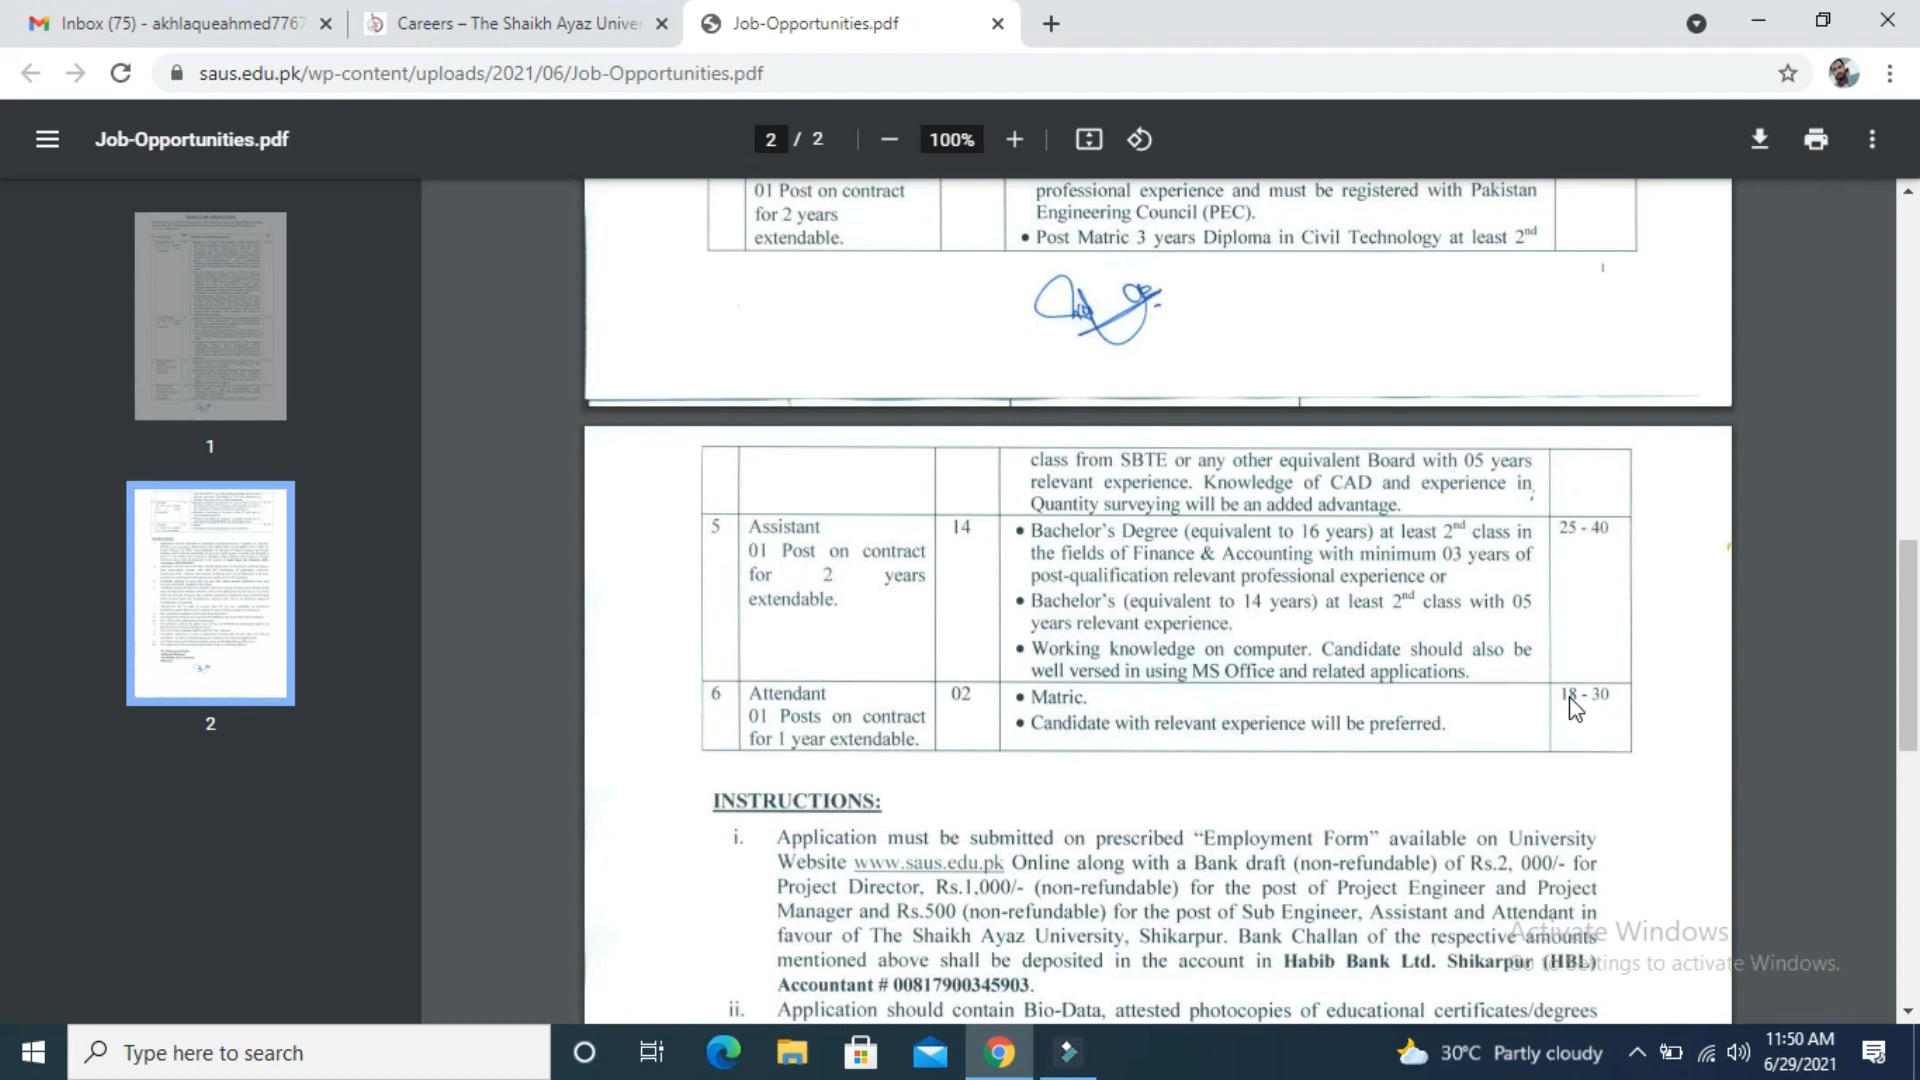 Inbox (75) - akhlaqueahmed7767
Careers – The Shaikh Ayaz Univer
Job-Opportunities.pdf
saus.edu.pk/wp-content/uploads/2021/06/Job-Opportunities.pdf
Job-Opportunities.pdf
2 / 2
100%
01 Post on contract
for 2 years
extendable.
professional experience and must be registered with Pakistan
Engineering Council (PEC).
• Post Matric 3 years Diploma in Civil Technology at least 2nd
1
1
2
class from SBTE or any other equivalent Board with 05 years
relevant experience. Knowledge of CAD and experience in
Quantity surveying will be an added advantage.
5
Assistant
01 Post on contract
for 2 years
extendable.
14
• Bachelor's Degree (equivalent to 16 years) at least 2nd class in
the fields of Finance & Accounting with minimum 03 years of
post-qualification relevant professional experience or
• Bachelor's (equivalent to 14 years) at least 2nd class with 05
years relevant experience.
• Working knowledge on computer. Candidate should also be
well versed in using MS Office and related applications.
25 - 40
6
Attendant
01 Posts on contract
for 1 year extendable.
02
• Matric.
• Candidate with relevant experience will be preferred.
18 - 30
INSTRUCTIONS:
i. Application must be submitted on prescribed "Employment Form" available on University
Website www.saus.edu.pk Online along with a Bank draft (non-refundable) of Rs.2, 000/- for
Project Director, Rs.1,000/- (non-refundable) for the post of Project Engineer and Project
Manager and Rs.500 (non-refundable) for the post of Sub Engineer, Assistant and Attendant in
favour of The Shaikh Ayaz University, Shikarpur. Bank Challan of the respective amounts
mentioned above shall be deposited in the account in Habib Bank Ltd. Shikarpur (HBL)
Accountant # 00817900345903.
ii. Application should contain Bio-Data, attested photocopies of educational certificates/degrees
Activate Windows
Go to Settings to activate Windows.
Type here to search
30°C Partly cloudy
11:50 AM
6/29/2021